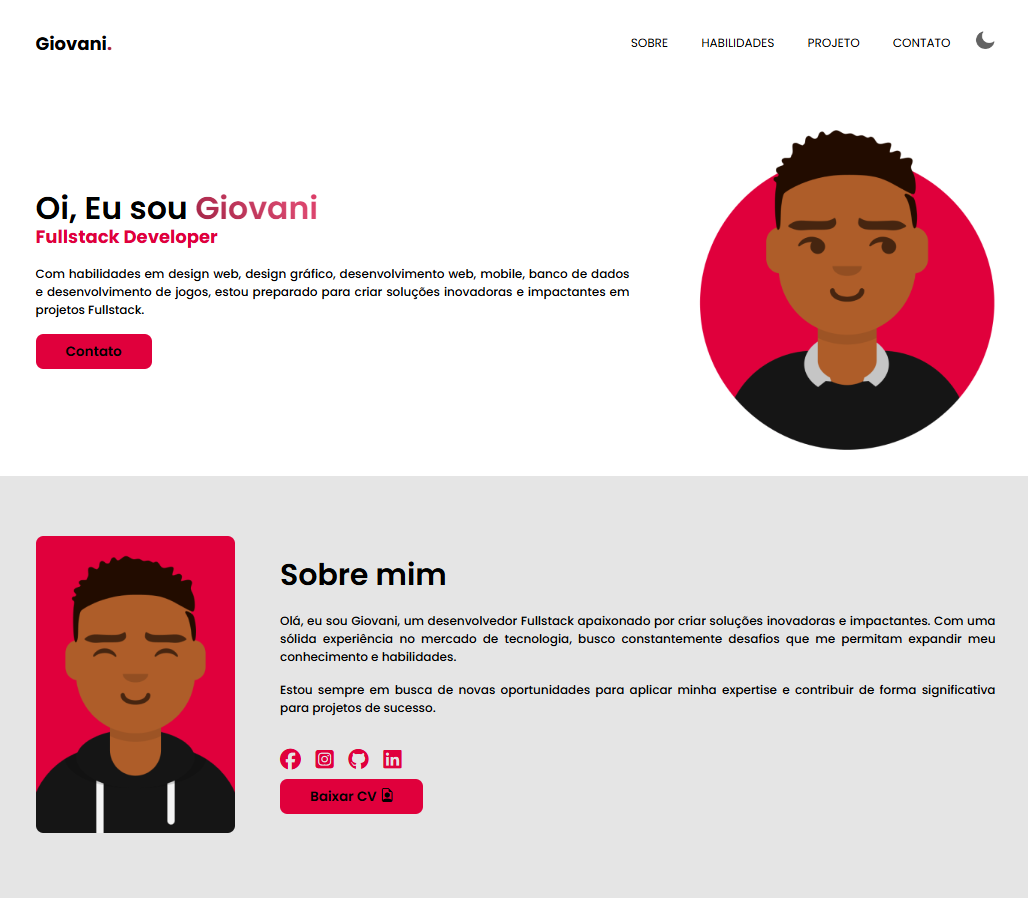 Giovani.
SOBRE HABILIDADES PROJETO CONTATO
Oi, Eu sou Giovani
Fullstack Developer
Com habilidades em design web, design gráfico, desenvolvimento web, mobile, banco de dados
e desenvolvimento de jogos, estou preparado para criar soluções inovadoras e impactantes em
projetos Fullstack.
Contato
Sobre mim
Olá, eu sou Giovani, um desenvolvedor Fullstack apaixonado por criar soluções inovadoras e impactantes. Com uma
sólida experiência no mercado de tecnologia, busco constantemente desafios que me permitam expandir meu
conhecimento e habilidades.
Estou sempre em busca de novas oportunidades para aplicar minha expertise e contribuir de forma significativa
para projetos de sucesso.
Baixar CV